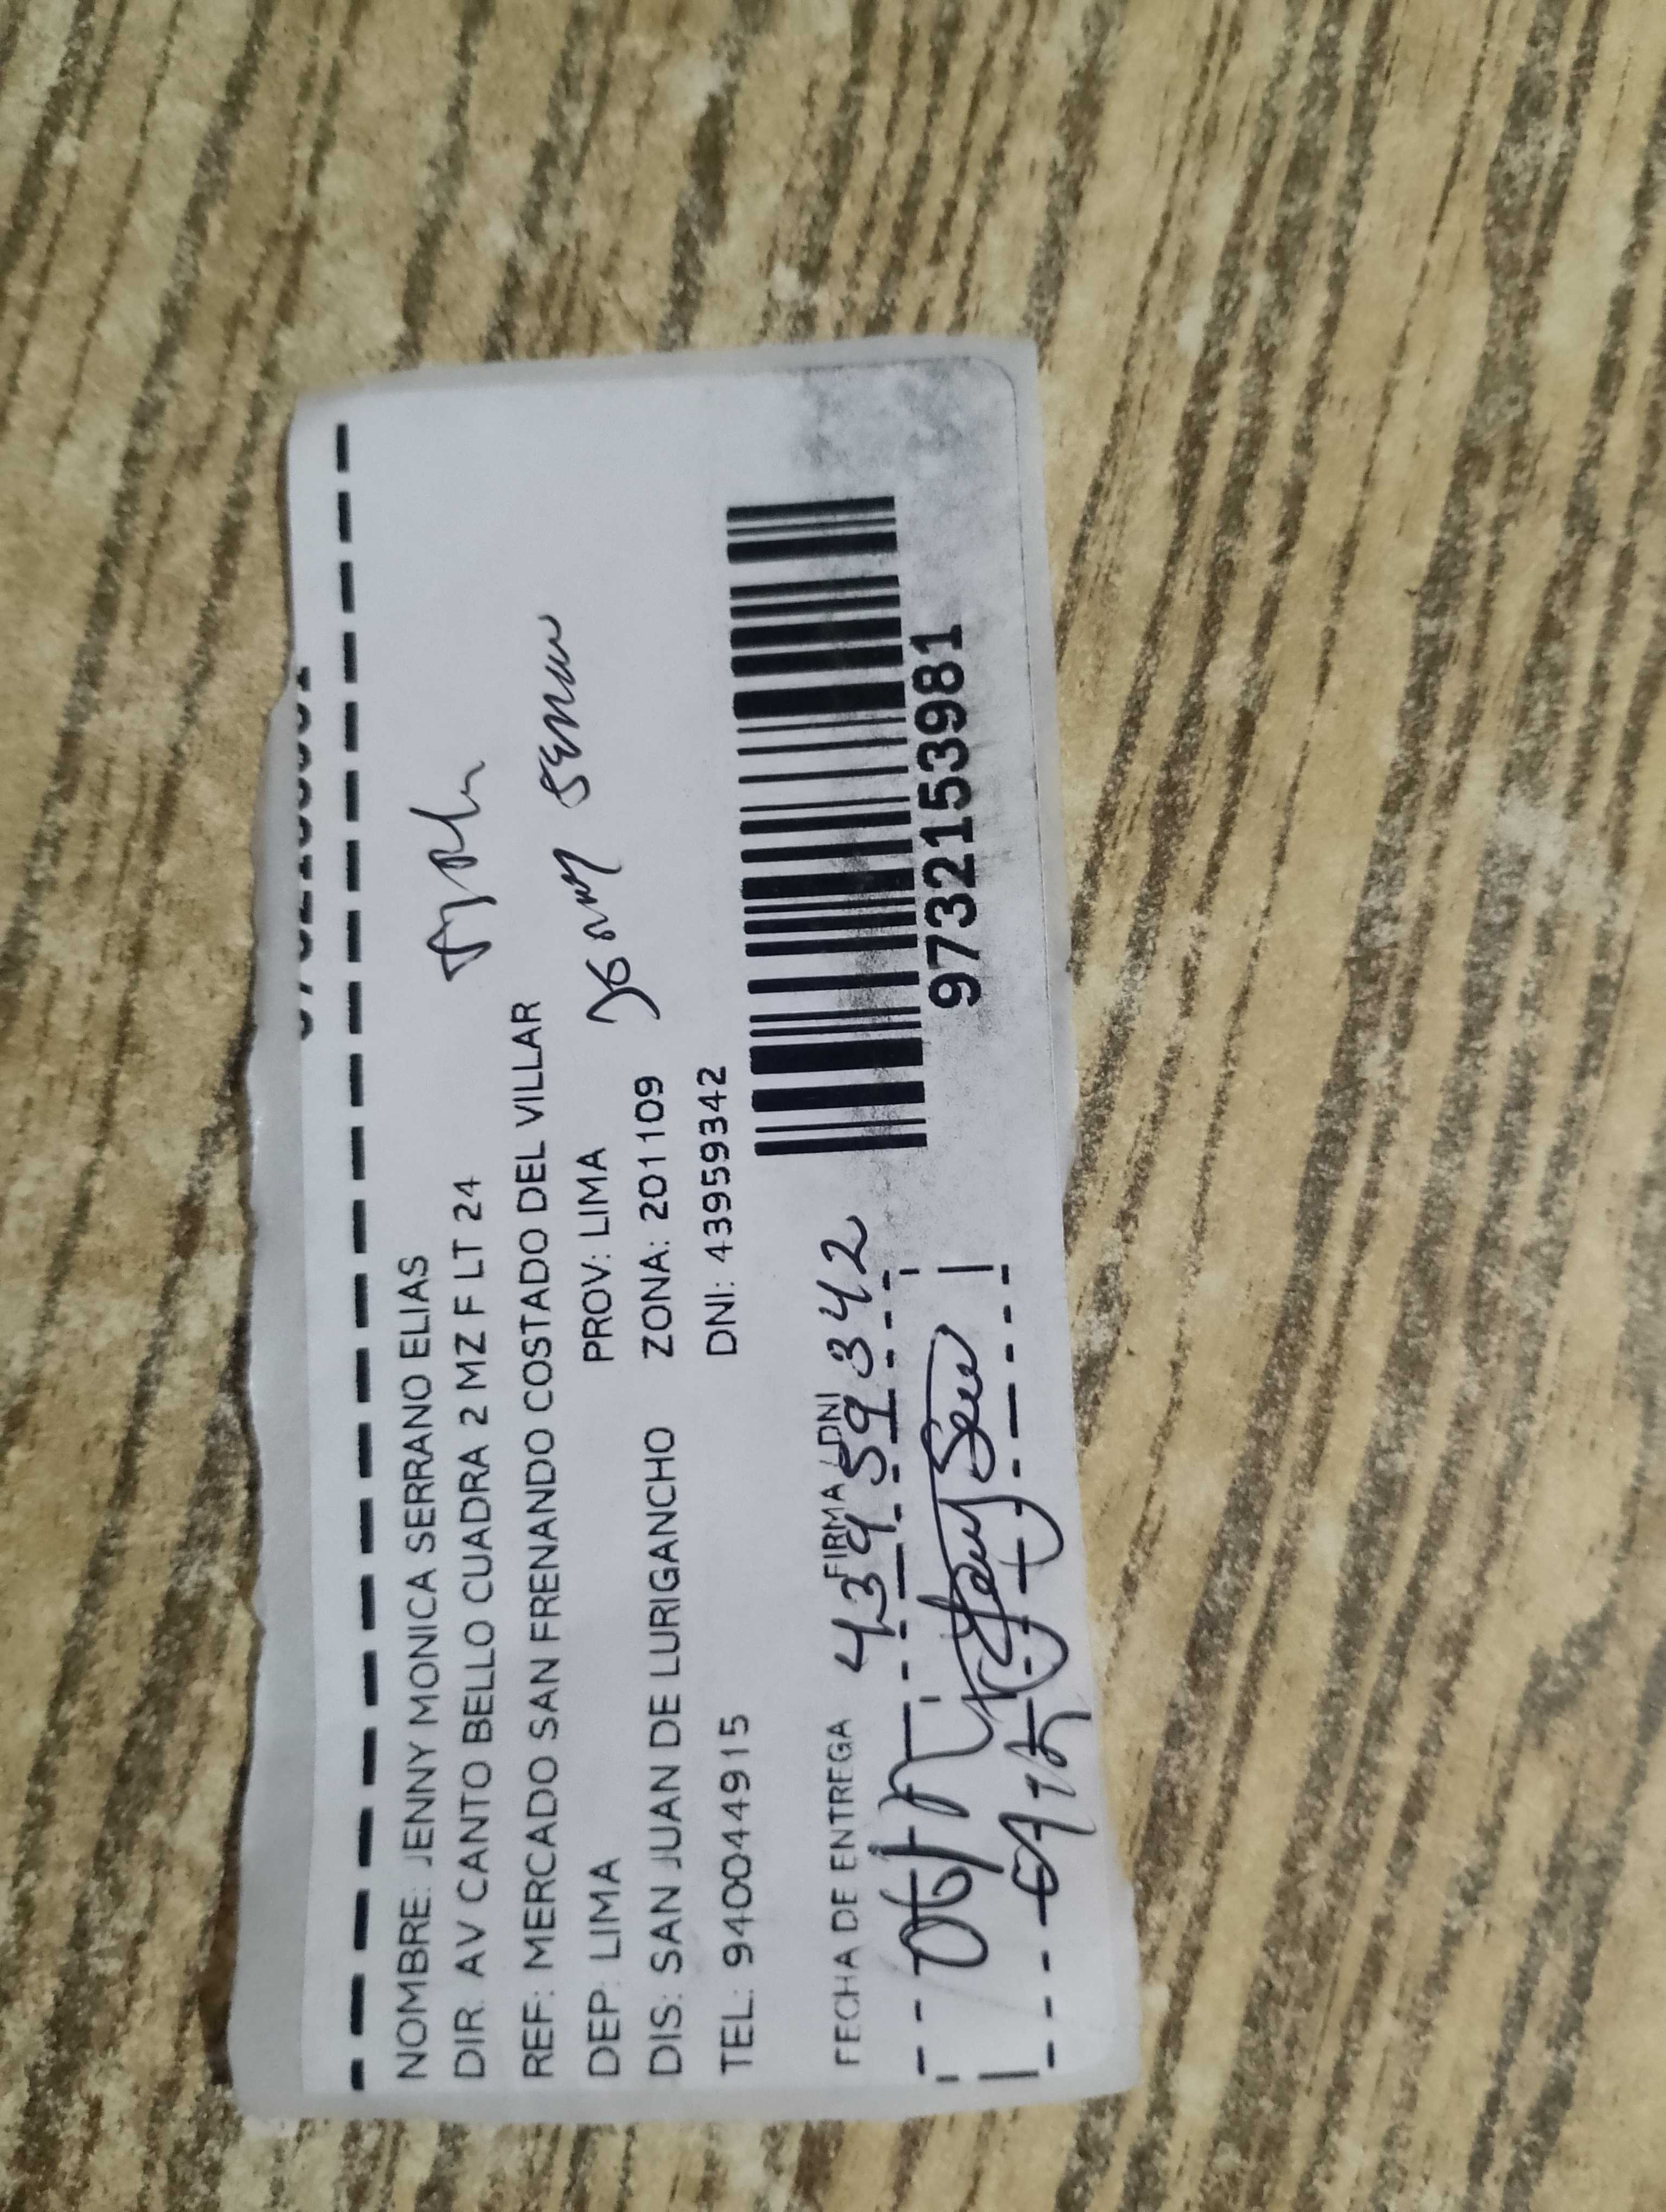 NOMBRE: JENNY MONICA SERRANO ELIAS
DIR: AV CANTO BELLO CUADRA 2 MZ F LT 24
REF: MERCADO SAN FRENANDO COSTADO DEL VILLAR
DEP: LIMA PROV: LIMA
DIS: SAN JUAN DE LURIGANCHO ZONA: 201109
TEL: 940044915 DNI: 43959342
FECHA DE ENTREGA FIRMA / DNI
43959342
9732153981